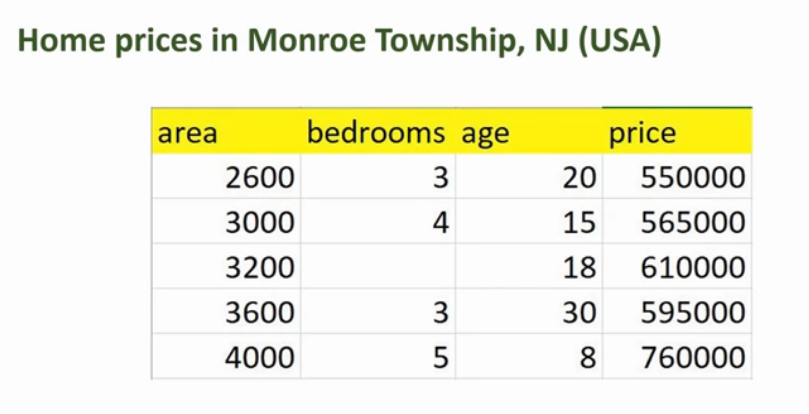 Home prices in Monroe Township, NJ (USA)
area bedrooms age price
2600 3 20 550000
3000 4 15 565000
3200 18 610000
3600 3 30 595000
4000 5 8 760000